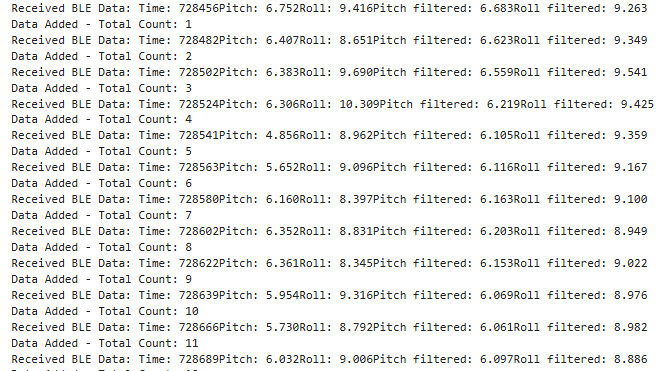 Received BLE Data: Time: 728456Pitch: 6.752Roll: 9.416Pitch filtered: 6.683Roll filtered: 9.263
Data Added - Total Count: 1
Received BLE Data: Time: 728482Pitch: 6.407Roll: 8.651Pitch filtered: 6.623Roll filtered: 9.349
Data Added - Total Count: 2
Received BLE Data: Time: 728502Pitch: 6.383Roll: 9.690Pitch filtered: 6.559Roll filtered: 9.541
Data Added - Total Count: 3
Received BLE Data: Time: 728524Pitch: 6.306Roll: 10.309Pitch filtered: 6.219Roll filtered: 9.425
Data Added - Total Count: 4
Received BLE Data: Time: 728541Pitch: 4.856Roll: 8.962Pitch filtered: 6.105Roll filtered: 9.359
Data Added - Total Count: 5
Received BLE Data: Time: 728563Pitch: 5.652Roll: 9.096Pitch filtered: 6.116Roll filtered: 9.167
Data Added - Total Count: 6
Received BLE Data: Time: 728580Pitch: 6.160Roll: 8.397Pitch filtered: 6.163Roll filtered: 9.100
Data Added - Total Count: 7
Received BLE Data: Time: 728602Pitch: 6.352Roll: 8.831Pitch filtered: 6.203Roll filtered: 8.949
Data Added - Total Count: 8
Received BLE Data: Time: 728622Pitch: 6.361Roll: 8.345Pitch filtered: 6.153Roll filtered: 9.022
Data Added - Total Count: 9
Received BLE Data: Time: 728639Pitch: 5.954Roll: 9.316Pitch filtered: 6.069Roll filtered: 8.976
Data Added - Total Count: 10
Received BLE Data: Time: 728666Pitch: 5.730Roll: 8.792Pitch filtered: 6.061Roll filtered: 8.982
Data Added - Total Count: 11
Received BLE Data: Time: 728689Pitch: 6.032Roll: 9.006Pitch filtered: 6.097Roll filtered: 8.886